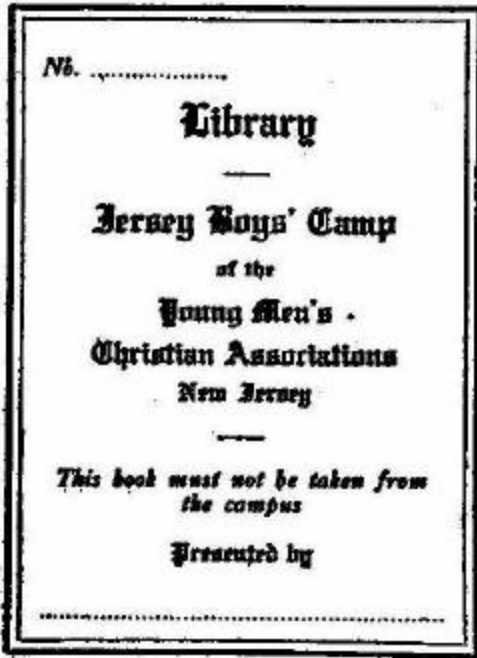 No. ....................
Library
Jersey Boys' Camp
of the
Young Men's
Christian Associations
New Jersey
This book must not be taken from
the campus
Presented by